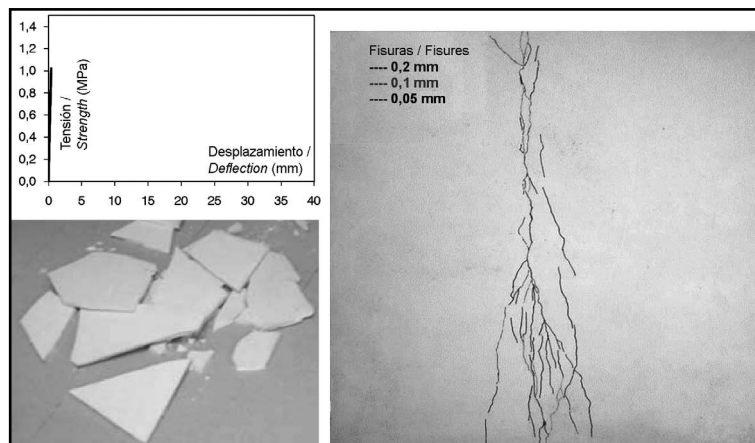 1,4
1,2
1,0
0,8
0,6
0,4
0,2
0,0
Tensión /
Strength (MPa)
Desplazamiento /
Deflection (mm)
0 5 10 15 20 25 30 35 40
Fisuras / Fisures
---- 0,2 mm
---- 0,1 mm
---- 0,05 mm